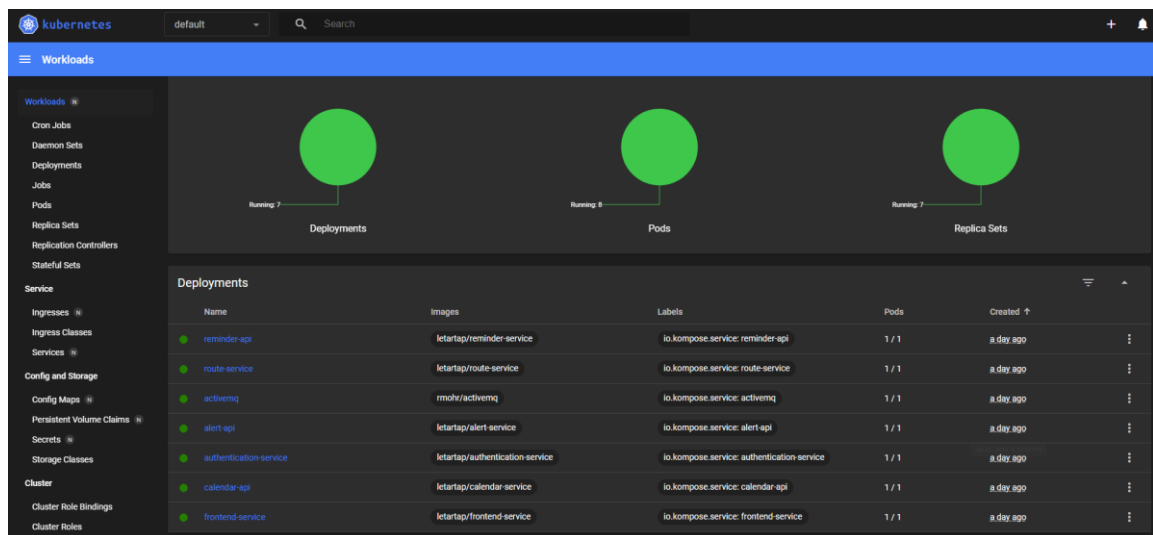 kubernetes
default
Search
Workloads
Workloads N
Cron Jobs
Daemon Sets
Deployments
Jobs
Pods
Replica Sets
Replication Controllers
Stateful Sets
Service
Ingresses N
Ingress Classes
Services N
Config and Storage
Config Maps N
Persistent Volume Claims N
Secrets N
Storage Classes
Cluster
Cluster Role Bindings
Cluster Roles
Running: 7
Deployments
Running: 8
Pods
Running: 7
Replica Sets
Deployments
Name Images Labels Pods Created
reminder-api letartap/reminder-service io.kompose.service: reminder-api 1 / 1 a day ago
route-service letartap/route-service io.kompose.service: route-service 1 / 1 a day ago
activemq rmohr/activemq io.kompose.service: activemq 1 / 1 a day ago
alert-api letartap/alert-service io.kompose.service: alert-api 1 / 1 a day ago
authentication-service letartap/authentication-service io.kompose.service: authentication-service 1 / 1 a day ago
calendar-api letartap/calendar-service io.kompose.service: calendar-api 1 / 1 a day ago
frontend-service letartap/frontend-service io.kompose.service: frontend-service 1 / 1 a day ago